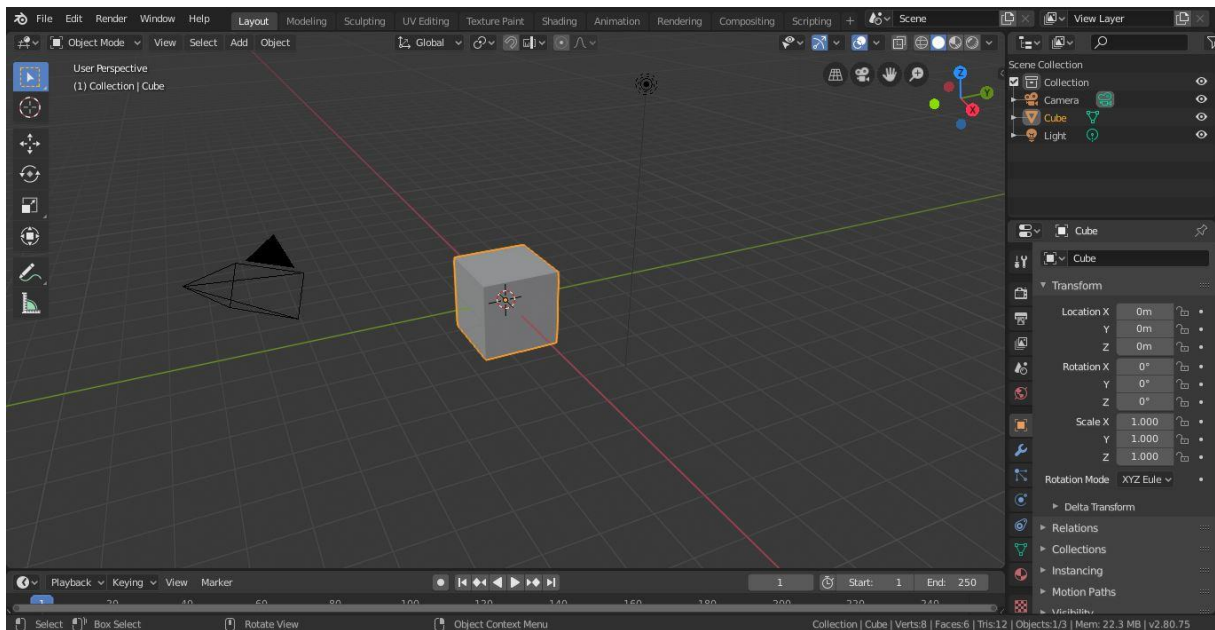 File Edit Render Window Help Layout Modeling Sculpting UV Editing Texture Paint Shading Animation Rendering Compositing Scripting + Scene View Layer
Object Mode View Select Add Object Global
User Perspective
(1) Collection | Cube
Z
Y
X
Scene Collection
Collection
Camera
Cube
Light
Cube
Cube
Transform
Location X 0m
Y 0m
Z 0m
Rotation X 0°
Y 0°
Z 0°
Scale X 1.000
Y 1.000
Z 1.000
Rotation Mode XYZ Eule
Delta Transform
Relations
Collections
Instancing
Motion Paths
Visibility
Playback Keying View Marker 1 Start: 1 End: 250
1 20 40 60 80 100 120 140 160 180 200 220 240
Select Box Select Rotate View Object Context Menu Collection | Cube | Verts:8 | Faces:6 | Tris:12 | Objects:1/3 | Mem: 22.3 MB | v2.80.75